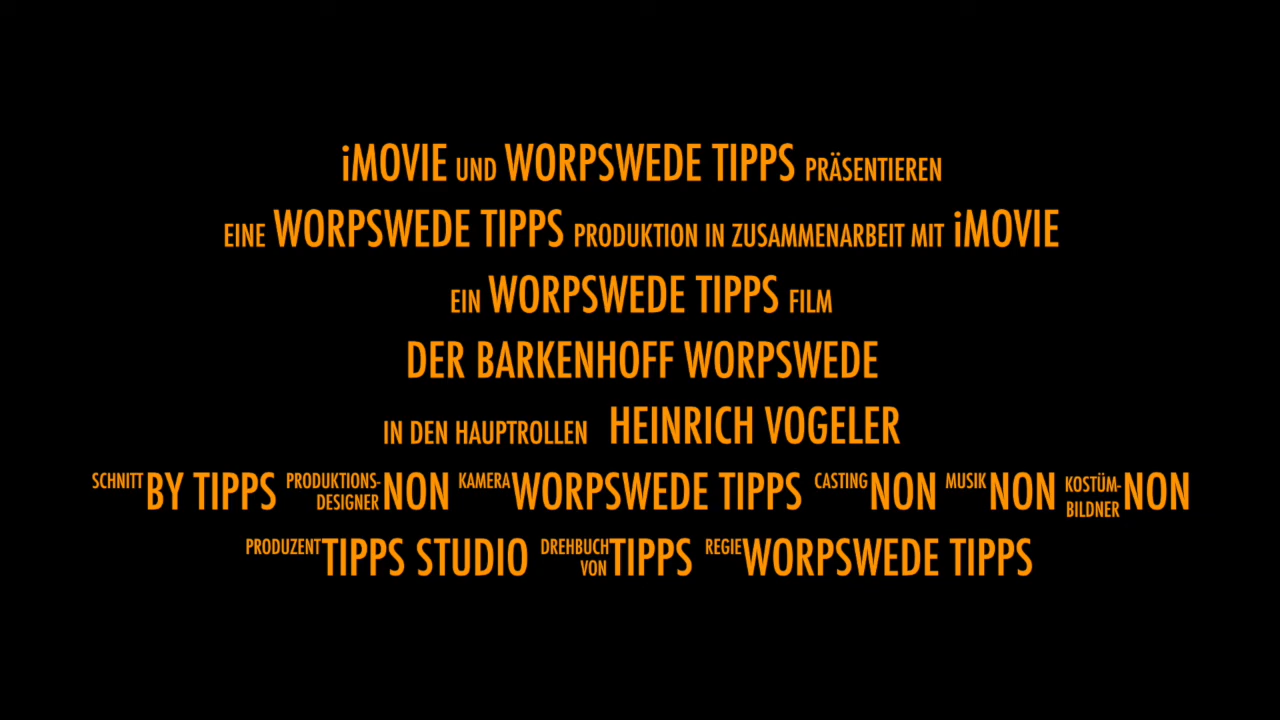 iMOVIE UND WORPSWEDE TIPPS PRÄSENTIEREN
EINE WORPSWEDE TIPPS PRODUKTION IN ZUSAMMENARBEIT MIT iMOVIE
EIN WORPSWEDE TIPPS FILM
DER BARKENHOFF WORPSWEDE
IN DEN HAUPTROLLEN HEINRICH VOGELER
SCHNITT BY TIPPS PRODUKTIONS-DESIGNER NON KAMERA WORPSWEDE TIPPS CASTING NON MUSIK NON KOSTÜM-BILDNER NON
PRODUZENT TIPPS STUDIO DREHBUCH VON TIPPS REGIE WORPSWEDE TIPPS